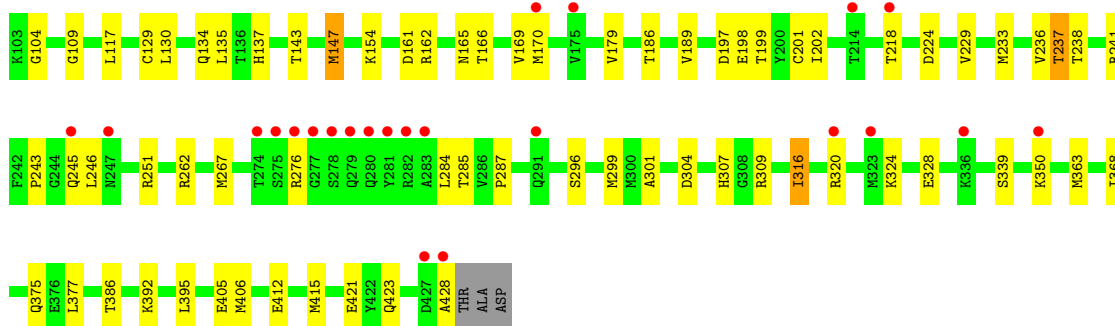 K103 G104 G109 L117 C129 L130 Q134 L135 T136 H137 T143 M147 K154 D161 R162 N165 T166 V169 M170 V175 V179 T186 V189 D197 E198 T199 Y200 C201 I202 T214 T218 D224 V229 M233 V236 T237 T238
F242 P243 G244 Q245 L246 N247 R251 R262 M267 T274 S275 R276 G277 S278 Q279 Q280 Y281 R282 A283 L284 T285 V286 P287 Q291 S296 M299 M300 A301 D304 H307 G308 R309 I316 R320 M323 K324 E328 K336 S339 K350 M363
Q375 E376 L377 T386 K392 L395 E405 M406 E412 M415 E421 Y422 Q423 D427 A428 THR ALA ASP